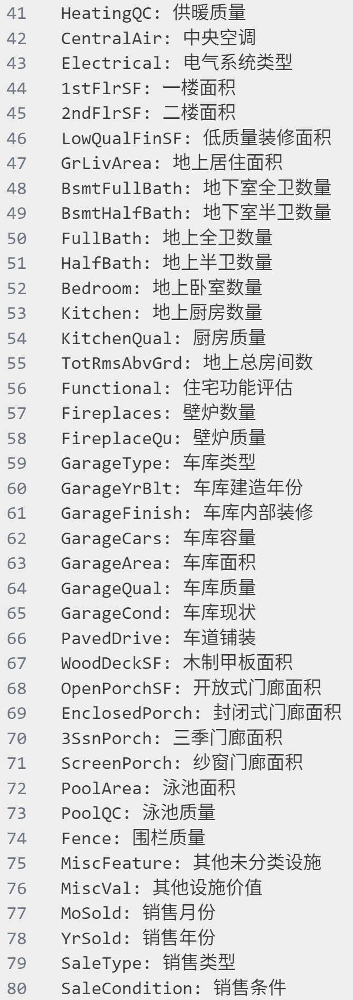 41 HeatingQC: 供暖质量
42 CentralAir: 中央空调
43 Electrical: 电气系统类型
44 1stFlrSF: 一楼面积
45 2ndFlrSF: 二楼面积
46 LowQualFinSF: 低质量装修面积
47 GrLivArea: 地上居住面积
48 BsmtFullBath: 地下室全卫数量
49 BsmtHalfBath: 地下室半卫数量
50 FullBath: 地上全卫数量
51 HalfBath: 地上半卫数量
52 Bedroom: 地上卧室数量
53 Kitchen: 地上厨房数量
54 KitchenQual: 厨房质量
55 TotRmsAbvGrd: 地上总房间数
56 Functional: 住宅功能评估
57 Fireplaces: 壁炉数量
58 FireplaceQu: 壁炉质量
59 GarageType: 车库类型
60 GarageYrBlt: 车库建造年份
61 GarageFinish: 车库内部装修
62 GarageCars: 车库容量
63 GarageArea: 车库面积
64 GarageQual: 车库质量
65 GarageCond: 车库现状
66 PavedDrive: 车道铺装
67 WoodDeckSF: 木制甲板面积
68 OpenPorchSF: 开放式门廊面积
69 EnclosedPorch: 封闭式门廊面积
70 3SsnPorch: 三季门廊面积
71 ScreenPorch: 纱窗门廊面积
72 PoolArea: 泳池面积
73 PoolQC: 泳池质量
74 Fence: 围栏质量
75 MiscFeature: 其他未分类设施
76 MiscVal: 其他设施价值
77 MoSold: 销售月份
78 YrSold: 销售年份
79 SaleType: 销售类型
80 SaleCondition: 销售条件